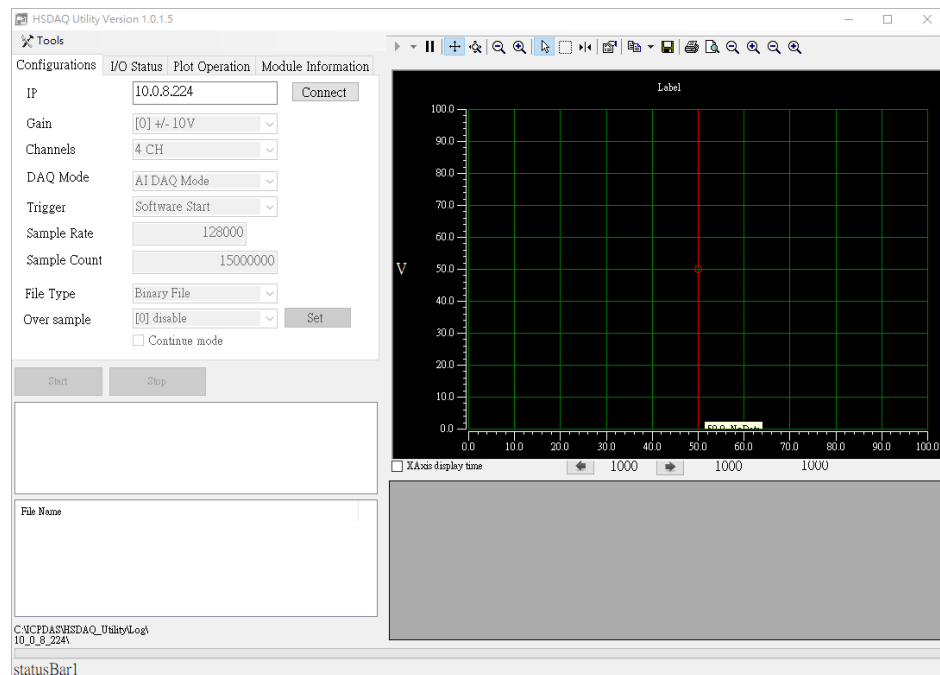 HSDAQ Utility Version 1.0.1.5
Tools
Configurations I/O Status Plot Operation Module Information
IP 10.0.8.224 Connect
Gain [0] +/- 10V
Channels 4 CH
DAQ Mode AI DAQ Mode
Trigger Software Start
Sample Rate 128000
Sample Count 15000000
File Type Binary File
Over sample [0] disable Set
Continue mode
Start Stop
File Name
C:\ICPDAS\HSDAQ_Utility\Log\
10_0_8_224\
statusBar1
Label
100.0
90.0
80.0
70.0
60.0
V 50.0
40.0
30.0
20.0
10.0
0.0
0.0 10.0 20.0 30.0 40.0 50.0 60.0 70.0 80.0 90.0 100.0
XAxis display time 1000 1000 1000